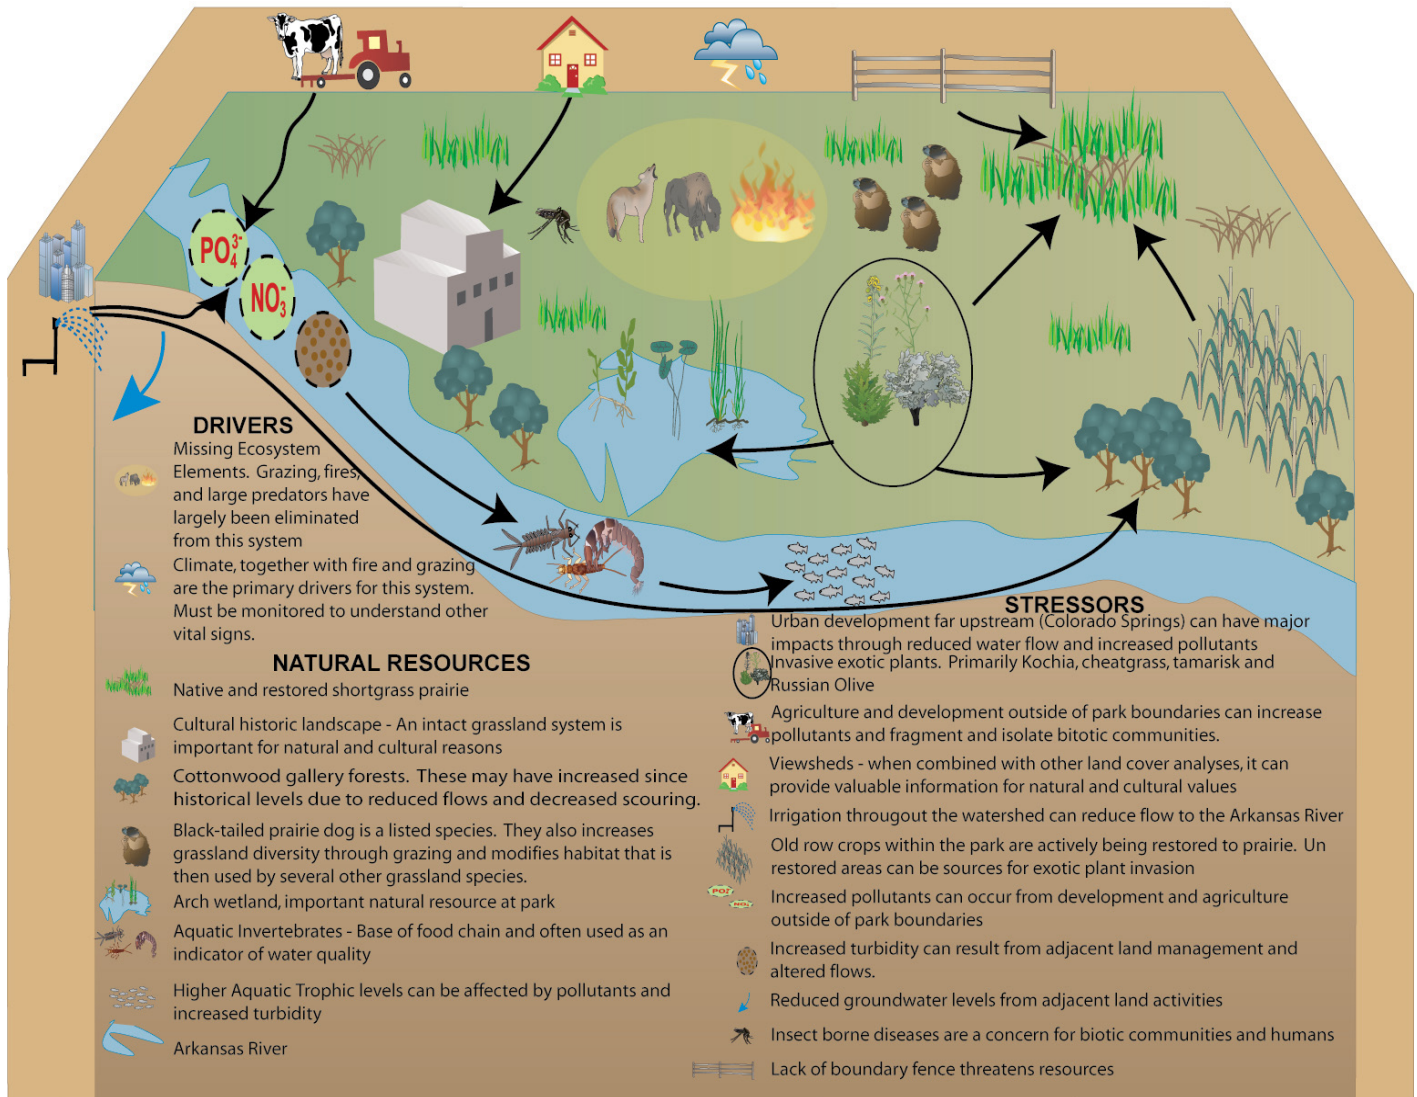 PO₄³⁻
NO₃⁻
DRIVERS
Missing Ecosystem
Elements. Grazing, fires,
and large predators have
largely been eliminated
from this system
Climate, together with fire and grazing
are the primary drivers for this system.
Must be monitored to understand other
vital signs.
NATURAL RESOURCES
Native and restored shortgrass prairie
Cultural historic landscape - An intact grassland system is
important for natural and cultural reasons
Cottonwood gallery forests. These may have increased since
historical levels due to reduced flows and decreased scouring.
Black-tailed prairie dog is a listed species. They also increases
grassland diversity through grazing and modifies habitat that is
then used by several other grassland species.
Arch wetland, important natural resource at park
Aquatic Invertebrates - Base of food chain and often used as an
indicator of water quality
Higher Aquatic Trophic levels can be affected by pollutants and
increased turbidity
Arkansas River
STRESSORS
Urban development far upstream (Colorado Springs) can have major
impacts through reduced water flow and increased pollutants
Invasive exotic plants. Primarily Kochia, cheatgrass, tamarisk and
Russian Olive
Agriculture and development outside of park boundaries can increase
pollutants and fragment and isolate bitotic communities.
Viewsheds - when combined with other land cover analyses, it can
provide valuable information for natural and cultural values
Irrigation througout the watershed can reduce flow to the Arkansas River
Old row crops within the park are actively being restored to prairie. Un
restored areas can be sources for exotic plant invasion
Increased pollutants can occur from development and agriculture
outside of park boundaries
Increased turbidity can result from adjacent land management and
altered flows.
Reduced groundwater levels from adjacent land activities
Insect borne diseases are a concern for biotic communities and humans
Lack of boundary fence threatens resources